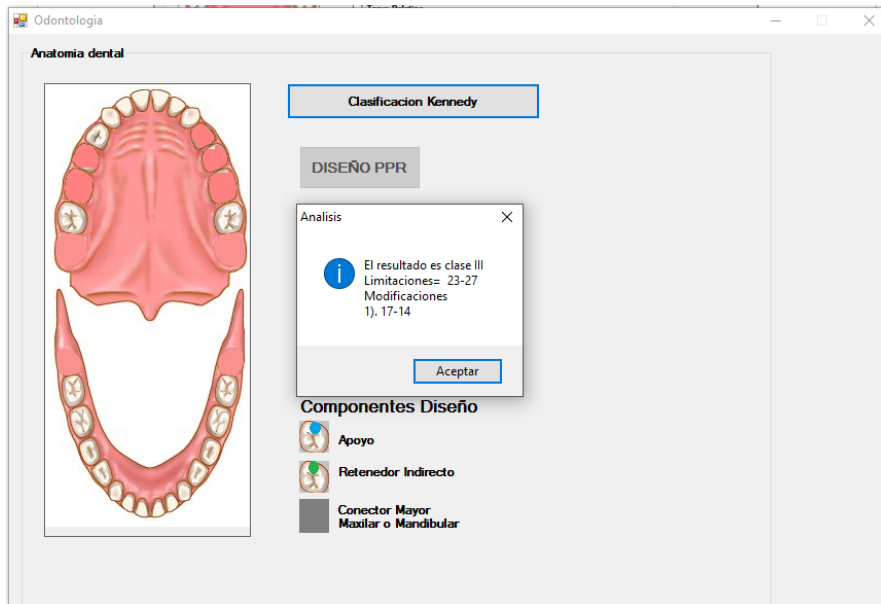 Odontologia
Anatomia dental
Clasificacion Kennedy
DISEÑO PPR
Analisis
El resultado es clase III
Limitaciones= 23-27
Modificaciones
1). 17-14
Aceptar
Componentes Diseño
Apoyo
Retenedor Indirecto
Conector Mayor
Maxilar o Mandibular